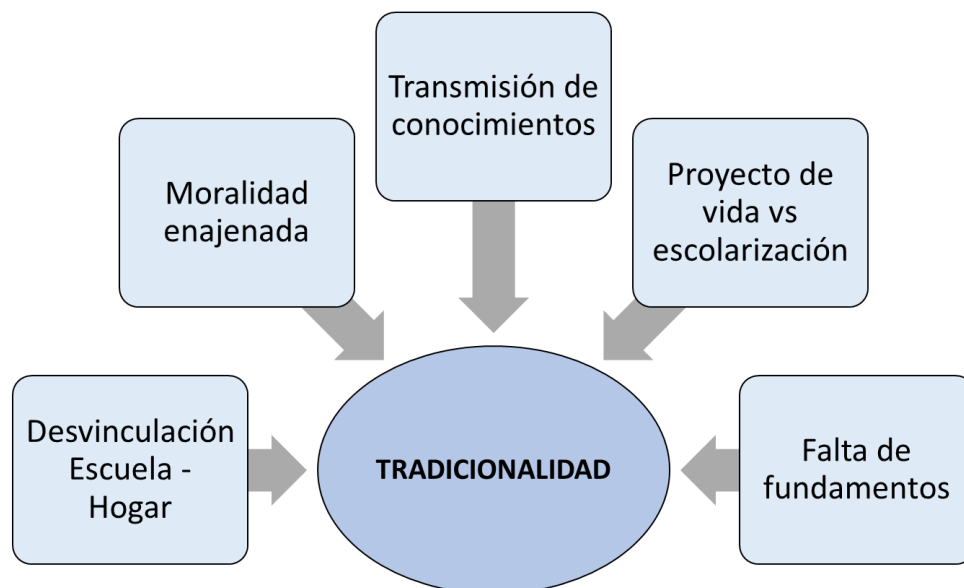 Transmisión de
conocimientos
Moralidad
enajenada
Proyecto de
vida vs
escolarización
Desvinculación
Escuela -
Hogar
TRADICIONALIDAD
Falta de
fundamentos